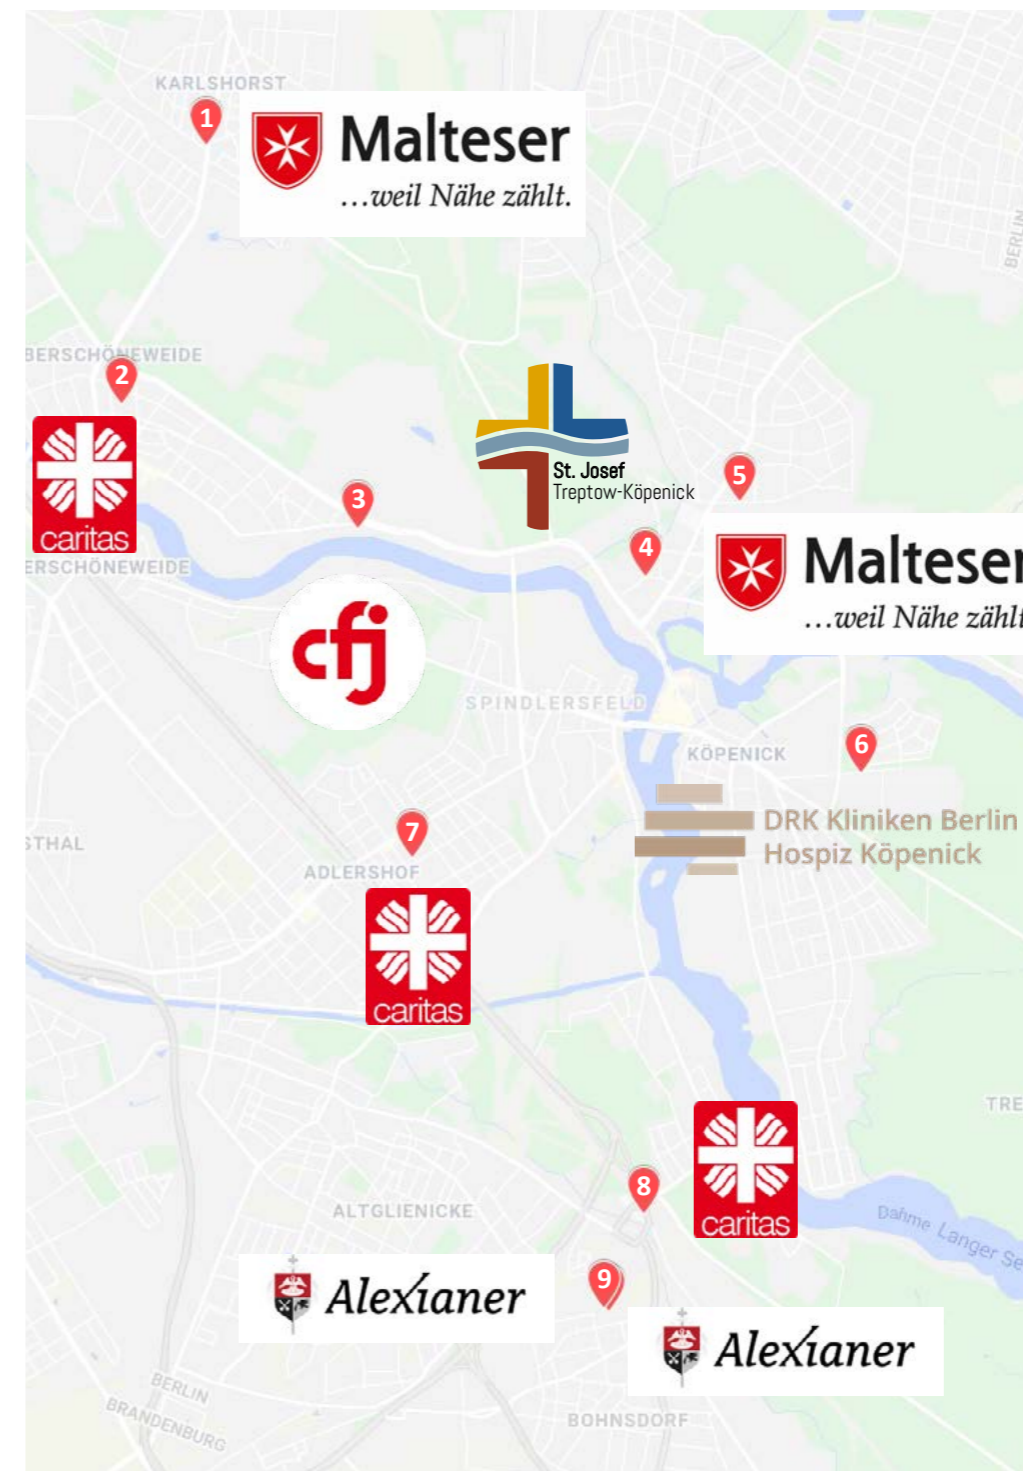 KARLSHORST
1
Malteser
...weil Nähe zählt.
BERLIN
BERSCHÖNEWEIDE
2
caritas
ERSCHÖNEWEIDE
3
cfj
St. Josef
Treptow-Köpenick
5
4
Malteser
...weil Nähe zählt
SPINDLERSFELD
KÖPENICK
6
DRK Kliniken Berlin
Hospiz Köpenick
STHAL
7
ADLERSHOF
caritas
TRE
8
caritas
ALTGLIENICKE
Dahme Langer Se
Alexianer
9
Alexianer
BERLIN
BRANDENBURG
BOHNSDORF